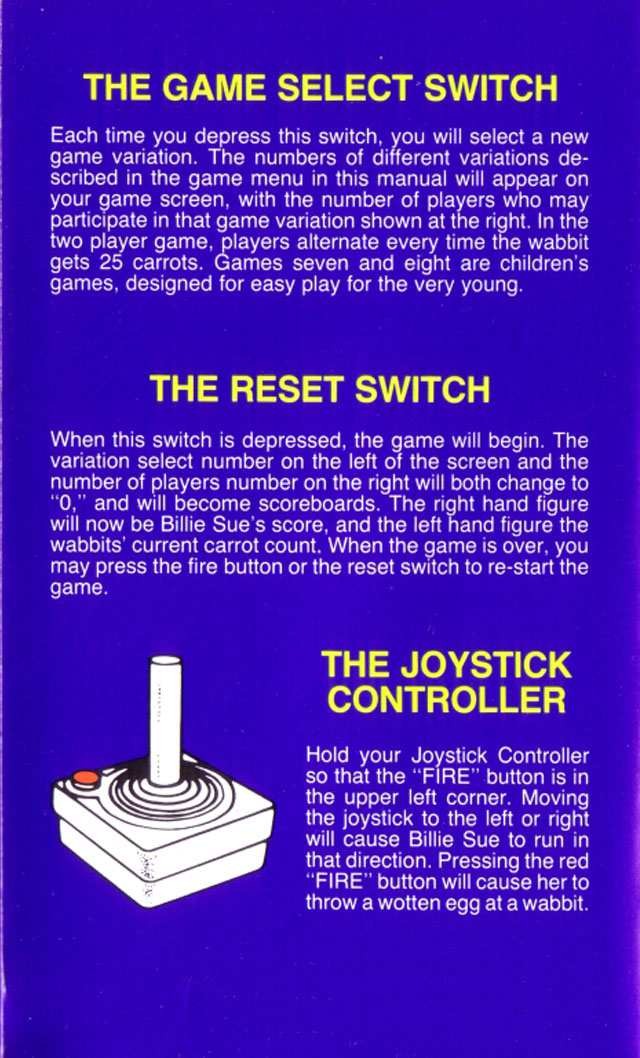 THE GAME SELECT SWITCH
Each time you depress this switch, you will select a new
game variation. The numbers of different variations de-
scribed in the game menu in this manual will appear on
your game screen, with the number of players who may
participate in that game variation shown at the right. In the
two player game, players alternate every time the wabbit
gets 25 carrots. Games seven and eight are children's
games, designed for easy play for the very young.
THE RESET SWITCH
When this switch is depressed, the game will begin. The
variation select number on the left of the screen and the
number of players number on the right will both change to
"0," and will become scoreboards. The right hand figure
will now be Billie Sue's score, and the left hand figure the
wabbits' current carrot count. When the game is over, you
may press the fire button or the reset switch to re-start the
game.
THE JOYSTICK
CONTROLLER
Hold your Joystick Controller
so that the "FIRE" button is in
the upper left corner. Moving
the joystick to the left or right
will cause Billie Sue to run in
that direction. Pressing the red
"FIRE" button will cause her to
throw a wotten egg at a wabbit.